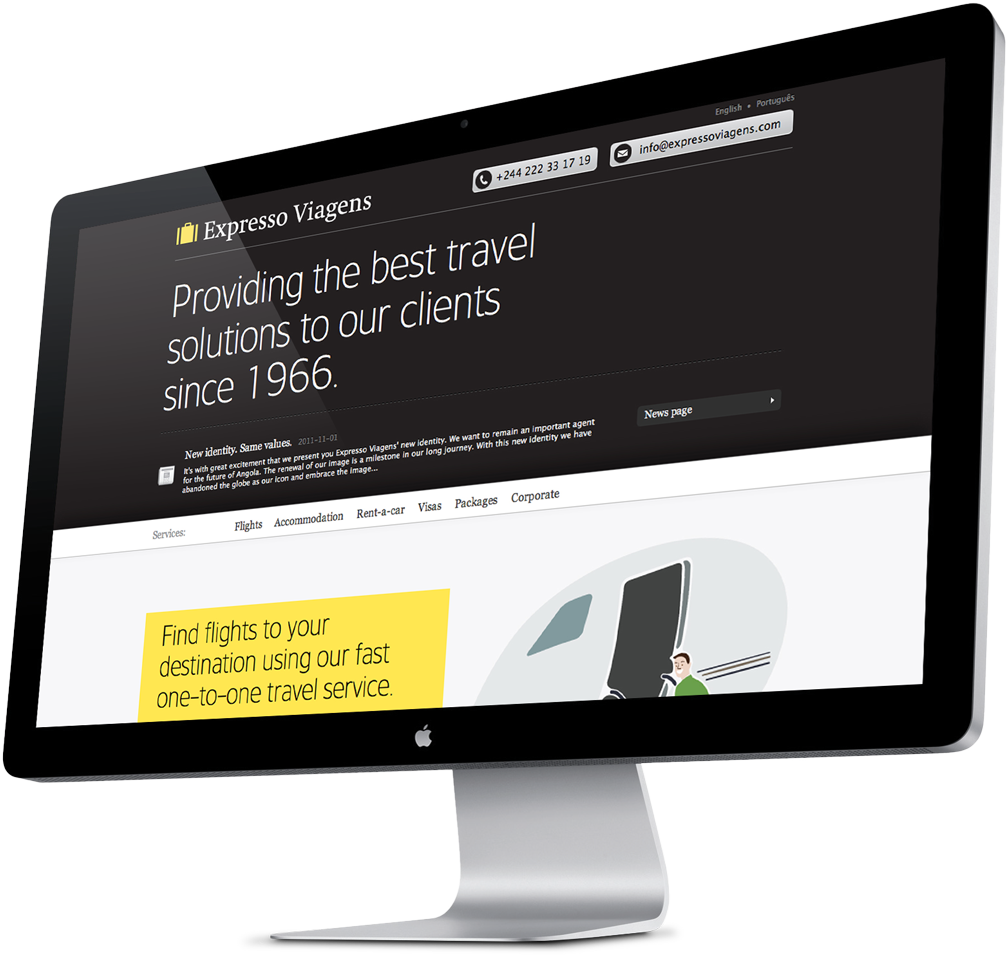 English • Português
+244 222 33 17 19
info@expressoviagens.com
Expresso Viagens
Providing the best travel
solutions to our clients
since 1966.
New identity. Same values. 2011-11-01
It's with great excitement that we present you Expresso Viagens' new identity. We want to remain an important agent
for the future of Angola. The renewal of our image is a milestone in our long journey. With this new identity we have
abandoned the globe as our icon and embrace the image...
News page
Services: Flights Accommodation Rent-a-car Visas Packages Corporate
Find flights to your
destination using our fast
one-to-one travel service.